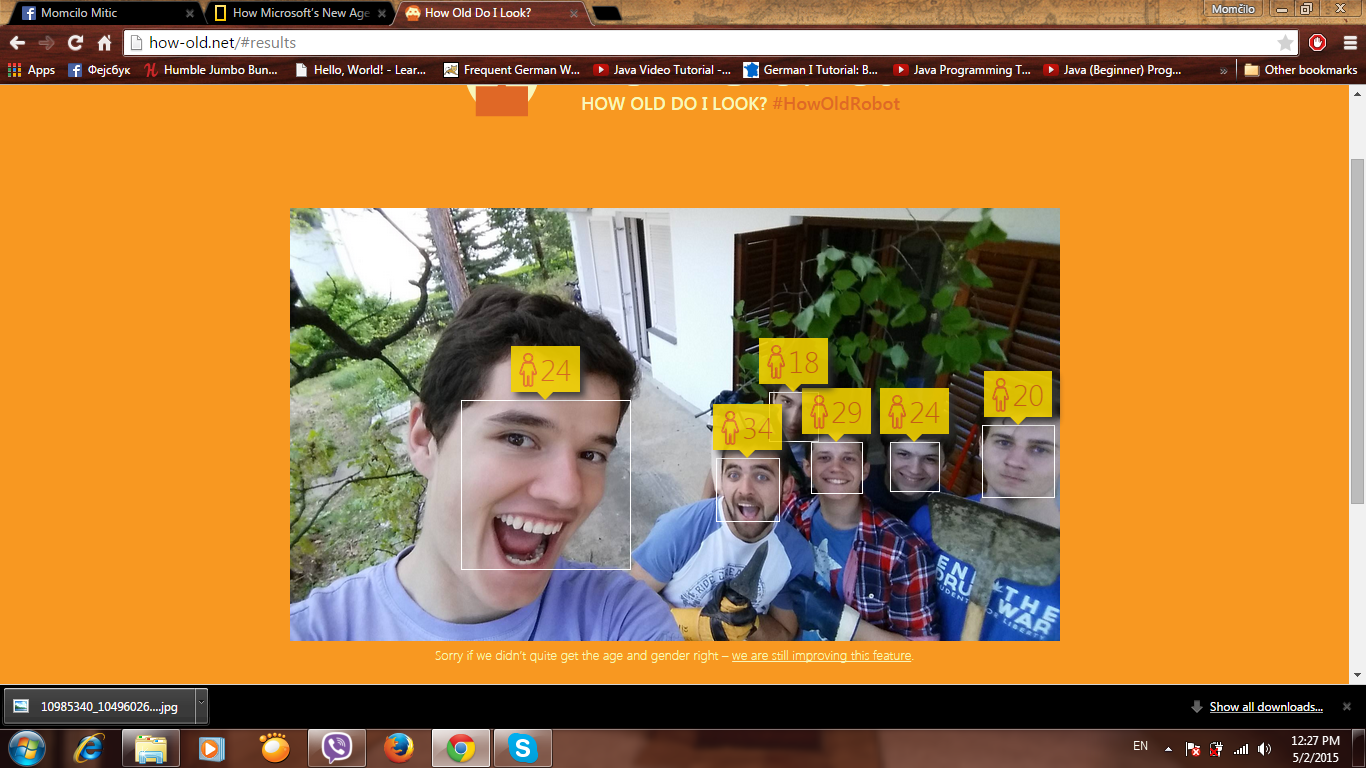 Momcilo Mitic
How Microsoft's New Age
How Old Do I Look?
Momčilo
how-old.net/#results
Apps
Фејсбук
Humble Jumbo Bun...
Hello, World! - Lear...
Frequent German W...
Java Video Tutorial -...
German I Tutorial: B...
Java Programming T...
Java (Beginner) Prog...
»
Other bookmarks
HOW OLD DO I LOOK? #HowOldRobot
24
18
34
29
24
20
THE
WAR
Sorry if we didn't quite get the age and gender right – we are still improving this feature.
10985340_10496026....jpg
Show all downloads...
EN
12:27 PM
5/2/2015